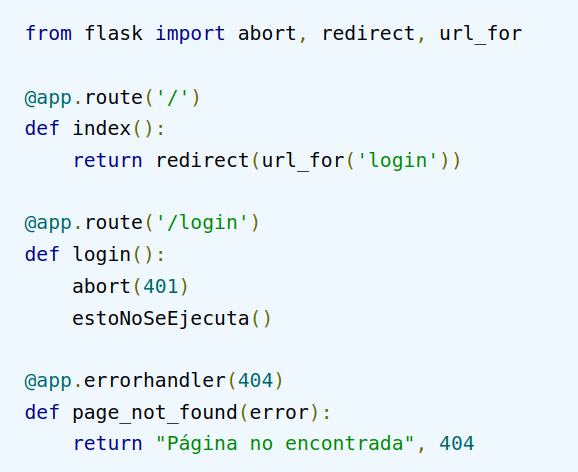 from flask import abort, redirect, url_for
@app.route('/')
def index():
    return redirect(url_for('login'))
@app.route('/login')
def login():
    abort(401)
    estoNoSeEjecuta()
@app.errorhandler(404)
def page_not_found(error):
    return "Página no encontrada", 404